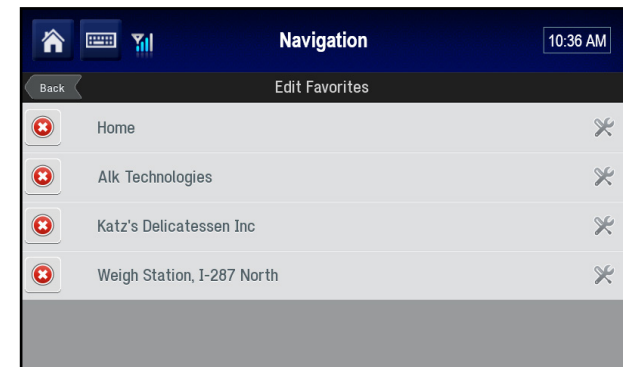 Navigation
10:36 AM
Back
Edit Favorites
Home
Alk Technologies
Katz's Delicatessen Inc
Weigh Station, I-287 North